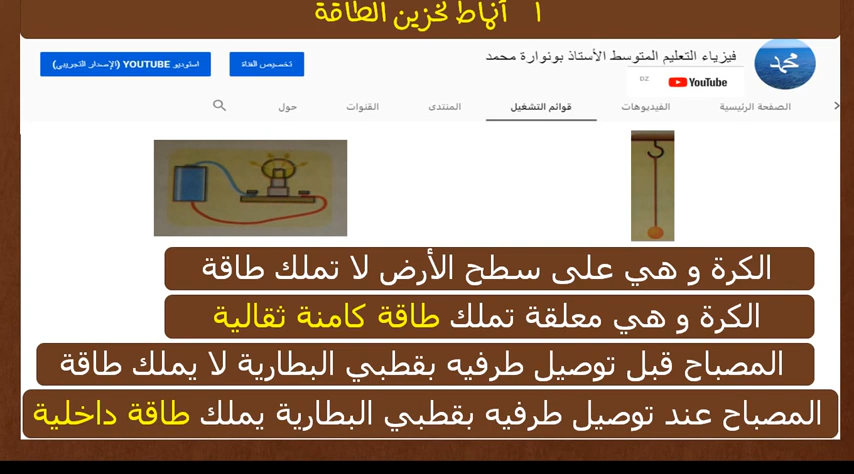 ١ أنماط تخزين الطاقة
فيزياء التعليم المتوسط الأستاذ بونوارة محمد
محمد
تخصيص القناة
استوديو YOUTUBE (الإصدار التجريبي)
YouTube DZ
الصفحة الرئيسية الفيديوهات قوائم التشغيل المنتدى القنوات حول
الكرة و هي على سطح الأرض لا تملك طاقة
الكرة و هي معلقة تملك طاقة كامنة ثقالية
المصباح قبل توصيل طرفيه بقطبي البطارية لا يملك طاقة
المصباح عند توصيل طرفيه بقطبي البطارية يملك طاقة داخلية